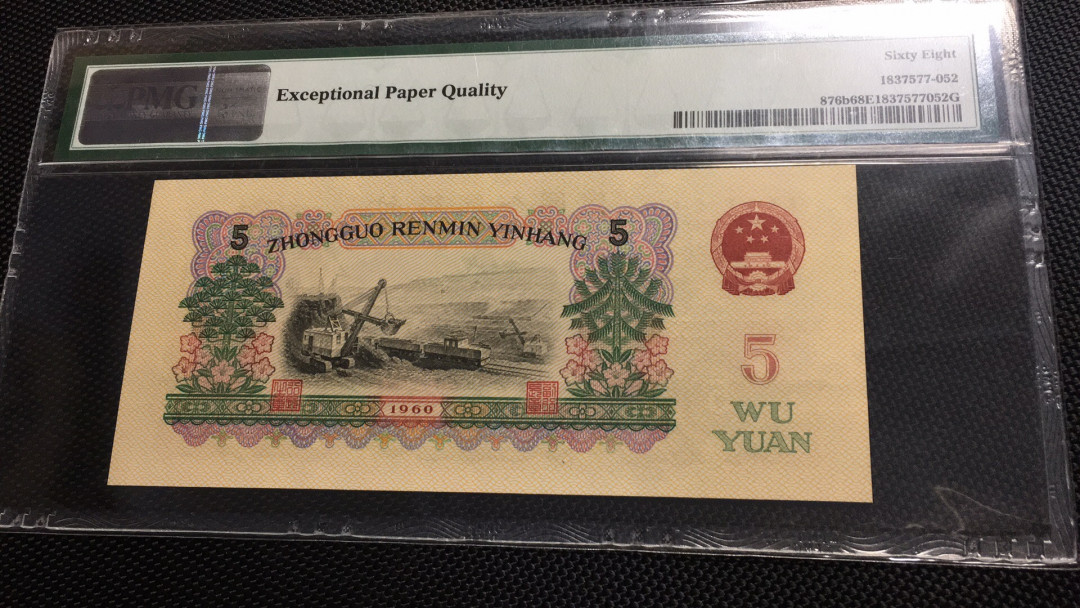 PMG
Exceptional Paper Quality
Sixty Eight
1837577-052
876b68E1837577052G
5 ZHONGGUO RENMIN YINHANG 5
1960
5
WU
YUAN